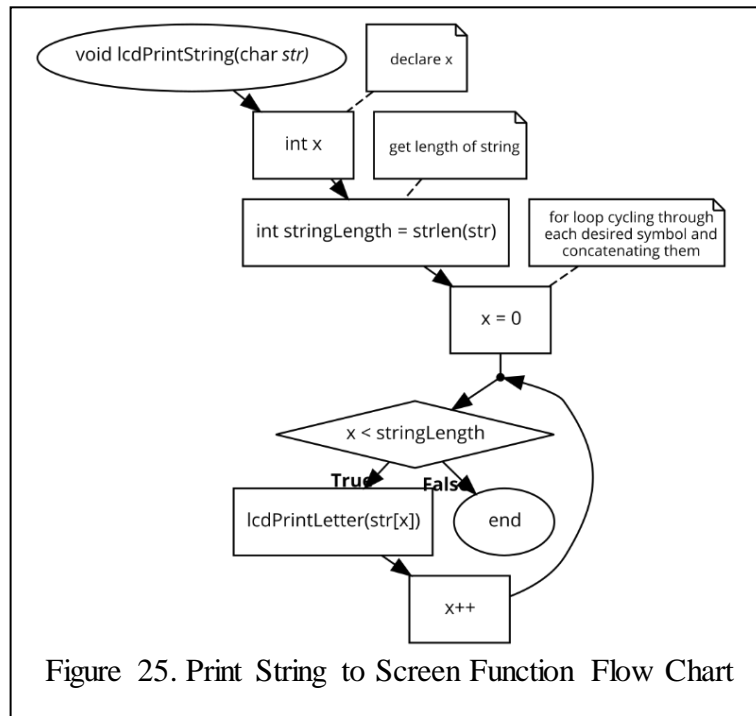 void lcdPrintString(char str)
declare x
int x
get length of string
int stringLength = strlen(str)
for loop cycling through
each desired symbol and
concatenating them
x = 0
x < stringLength
True
False
lcdPrintLetter(str[x])
end
x++
Figure 25. Print String to Screen Function Flow Chart